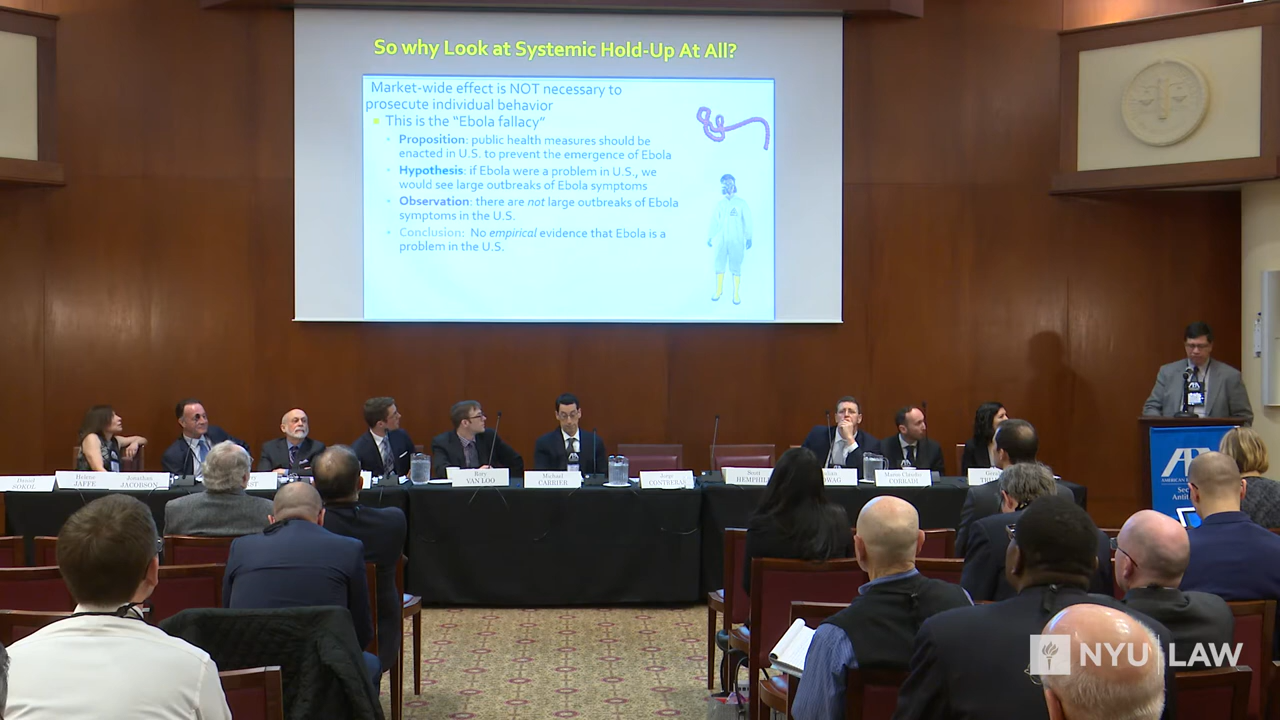 So why Look at Systemic Hold-Up At All?
Market-wide effect is NOT necessary to
prosecute individual behavior
This is the "Ebola fallacy"
Proposition: public health measures should be
enacted in U.S. to prevent the emergence of Ebola
Hypothesis: if Ebola were a problem in U.S., we
would see large outbreaks of Ebola symptoms
Observation: there are not large outbreaks of Ebola
symptoms in the U.S.
Conclusion: No empirical evidence that Ebola is a
problem in the U.S.
SOKOL
JAFFE
Jonathan
JACOBSON
Rory
VAN LOO
Michael
CARRIER
Jorge
CONTRERAS
Scott
HEMPHILL
CORRADI
NYU LAW